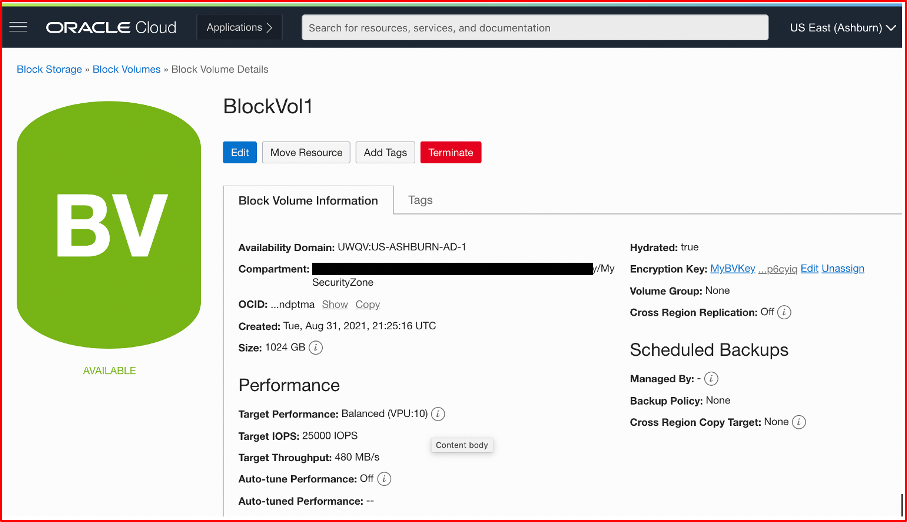 ORACLE Cloud
Applications
Search for resources, services, and documentation
US East (Ashburn)
Block Storage » Block Volumes » Block Volume Details
BV
AVAILABLE
BlockVol1
Edit
Move Resource
Add Tags
Terminate
Block Volume Information
Tags
Availability Domain: UWQV:US-ASHBURN-AD-1
Compartment: y/My
SecurityZone
OCID: ...ndptma Show Copy
Created: Tue, Aug 31, 2021, 21:25:16 UTC
Size: 1024 GB i
Performance
Target Performance: Balanced (VPU:10) i
Target IOPS: 25000 IOPS
Target Throughput: 480 MB/s
Auto-tune Performance: Off i
Auto-tuned Performance: --
Content body
Hydrated: true
Encryption Key: MyBVKey ...p6cyiq Edit Unassign
Volume Group: None
Cross Region Replication: Off i
Scheduled Backups
Managed By: - i
Backup Policy: None
Cross Region Copy Target: None i